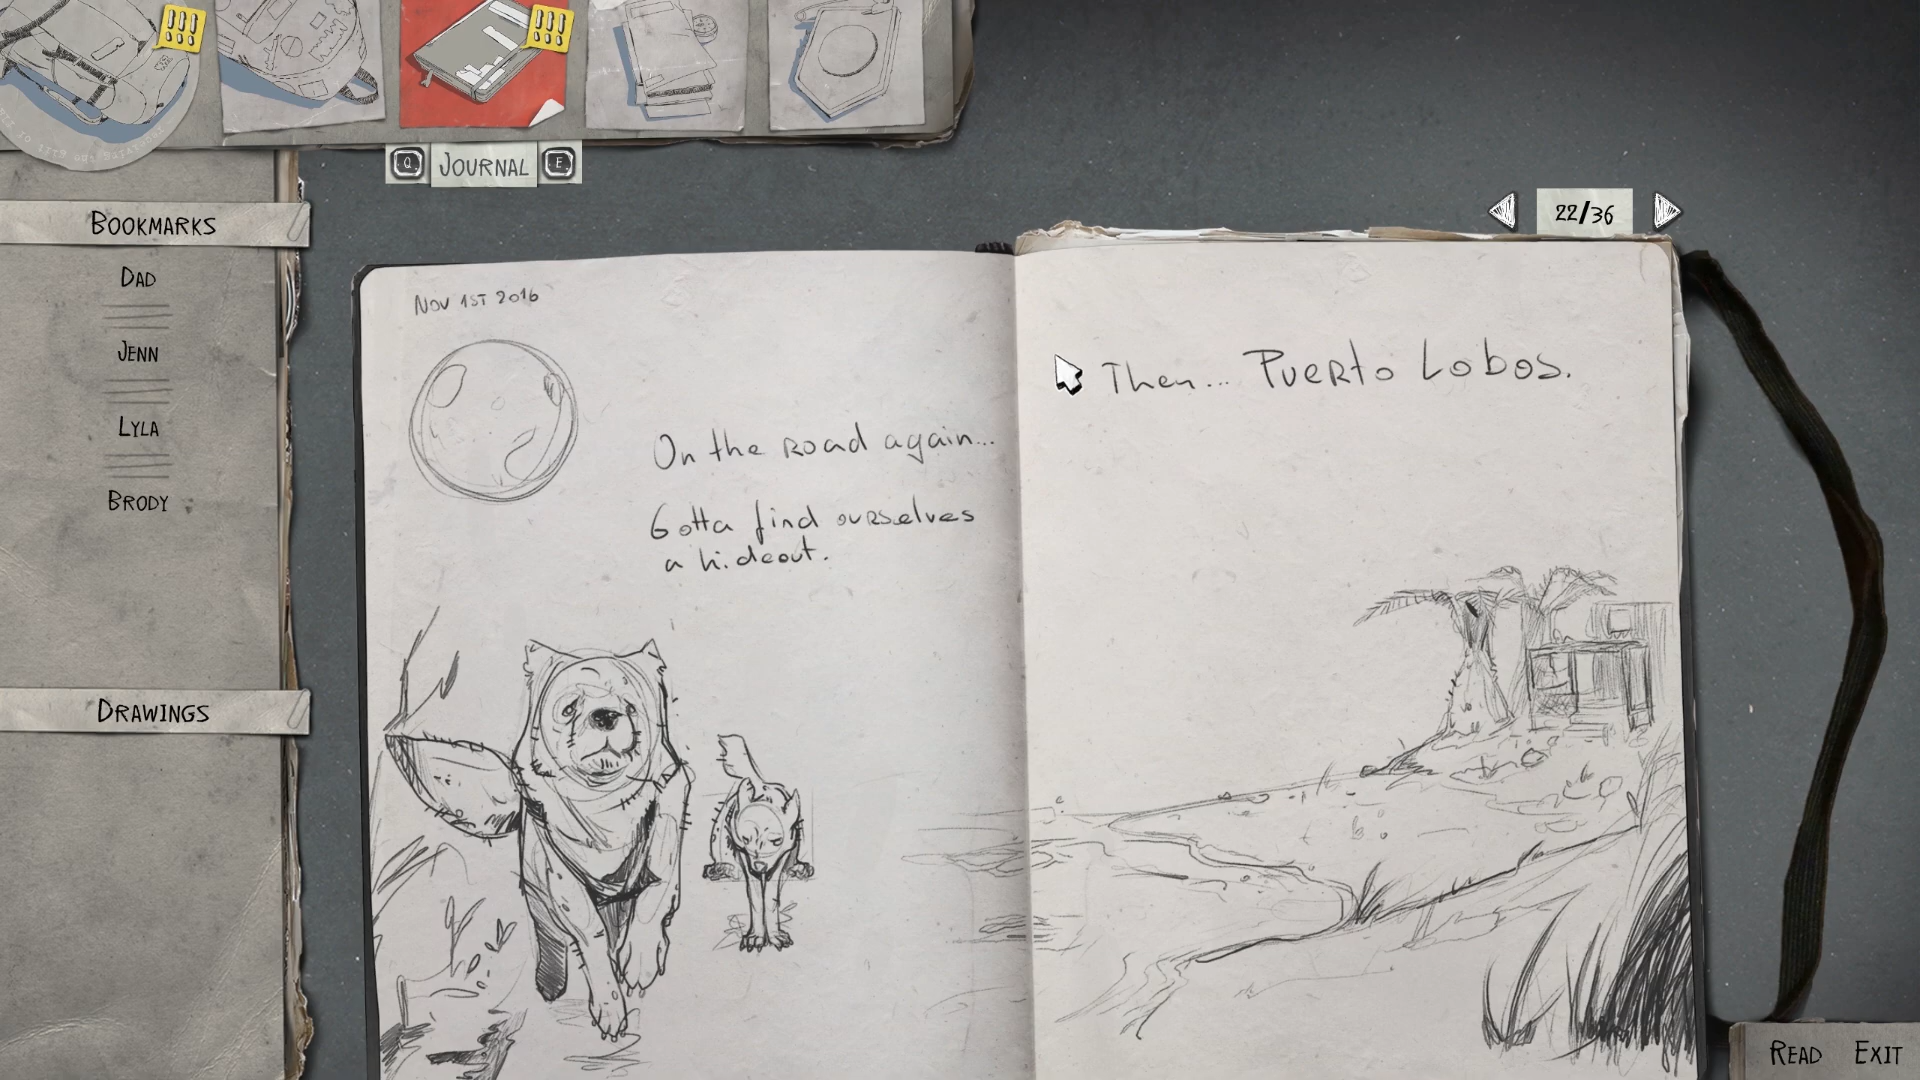 Q JOURNAL E
BOOKMARKS
DAD
JENN
LYLA
BRODY
DRAWINGS
22/36
NOV 1ST 2016
On the road again...
Gotta find ourselves
a hideout.
Then... Puerto Lobos.
READ EXIT